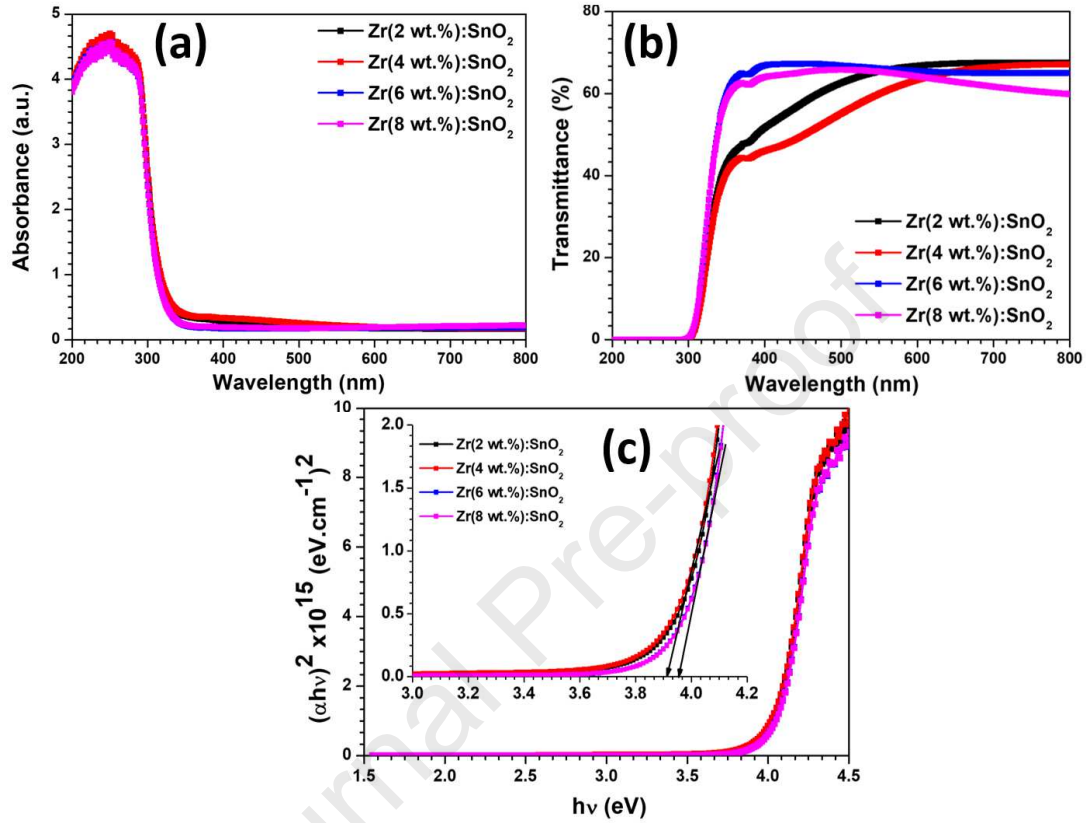 (a)
Absorbance (a.u.)
5
4
3
2
1
0
200 300 400 500 600 700 800
Wavelength (nm)
Zr(2 wt.%):SnO₂
Zr(4 wt.%):SnO₂
Zr(6 wt.%):SnO₂
Zr(8 wt.%):SnO₂
(b)
Transmittance (%)
80
60
40
20
0
200 300 400 500 600 700 800
Wavelength (nm)
Zr(2 wt.%):SnO₂
Zr(4 wt.%):SnO₂
Zr(6 wt.%):SnO₂
Zr(8 wt.%):SnO₂
(c)
(αhν)² x10¹⁵ (eV.cm⁻¹)²
10
8
6
4
2
0
1.5 2.0 2.5 3.0 3.5 4.0 4.5
hν (eV)
2.0
1.5
1.0
0.5
0.0
3.0 3.2 3.4 3.6 3.8 4.0 4.2
Zr(2 wt.%):SnO₂
Zr(4 wt.%):SnO₂
Zr(6 wt.%):SnO₂
Zr(8 wt.%):SnO₂
urnal Pre-proof